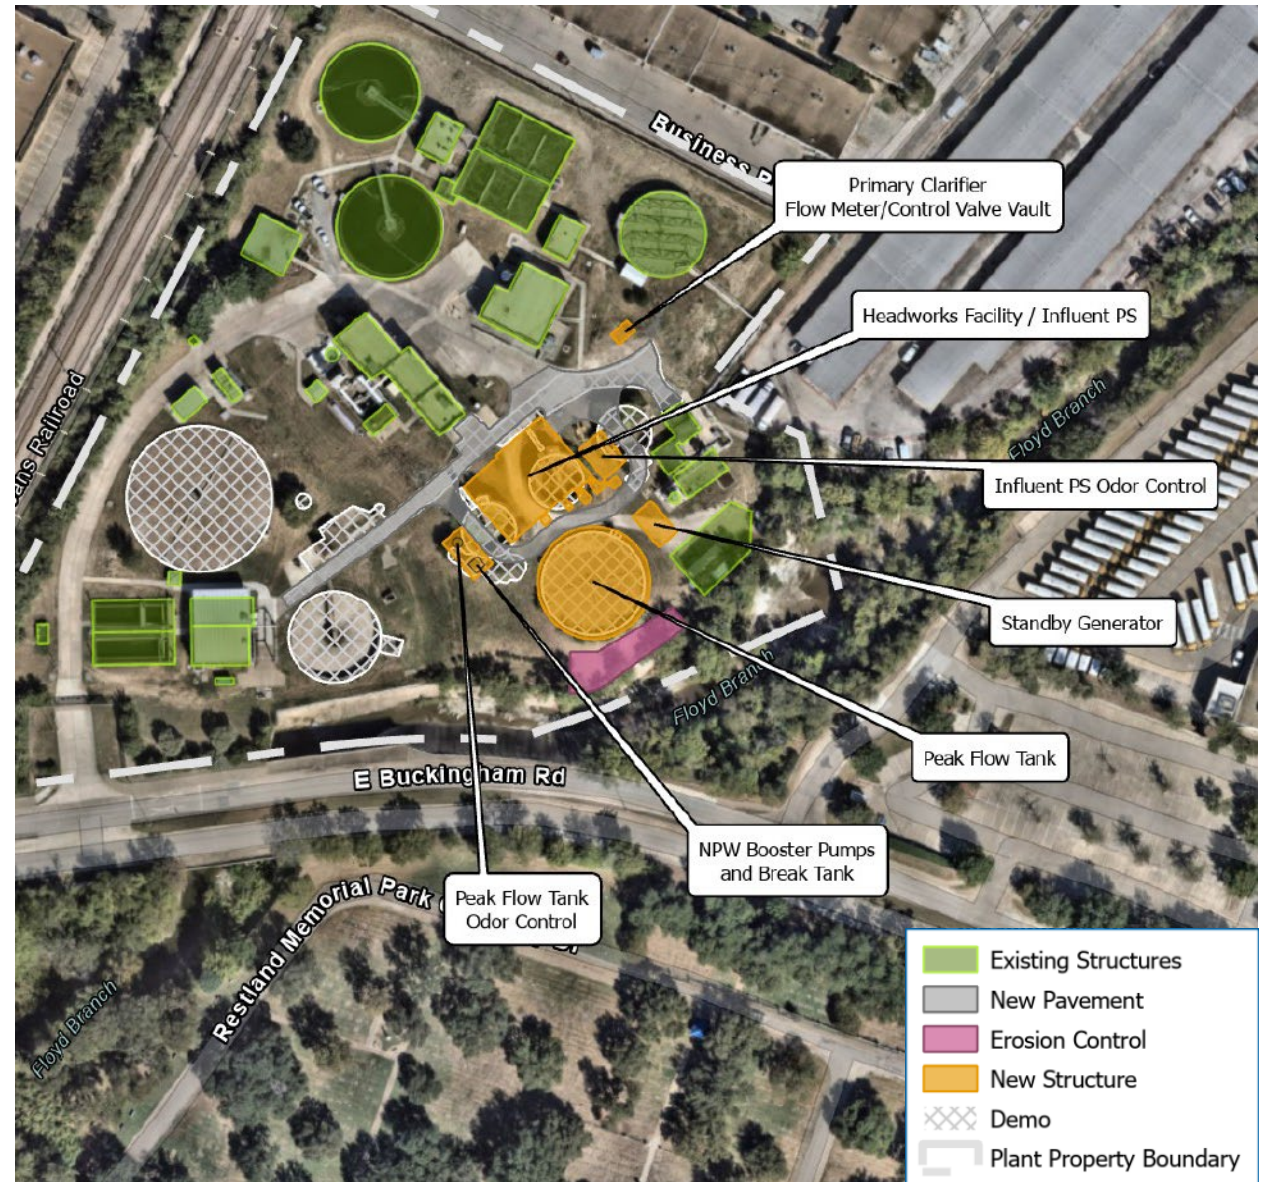 Business
Primary Clarifier
Flow Meter/Control Valve Vault
Headworks Facility / Influent PS
Floyd Branch
ans Railroad
Influent PS Odor Control
Standby Generator
Floyd Branch
Peak Flow Tank
E Buckingham Rd
NPW Booster Pumps
and Break Tank
Peak Flow Tank
Odor Control
Restland Memorial Park
Floyd Branch
Existing Structures
New Pavement
Erosion Control
New Structure
Demo
Plant Property Boundary